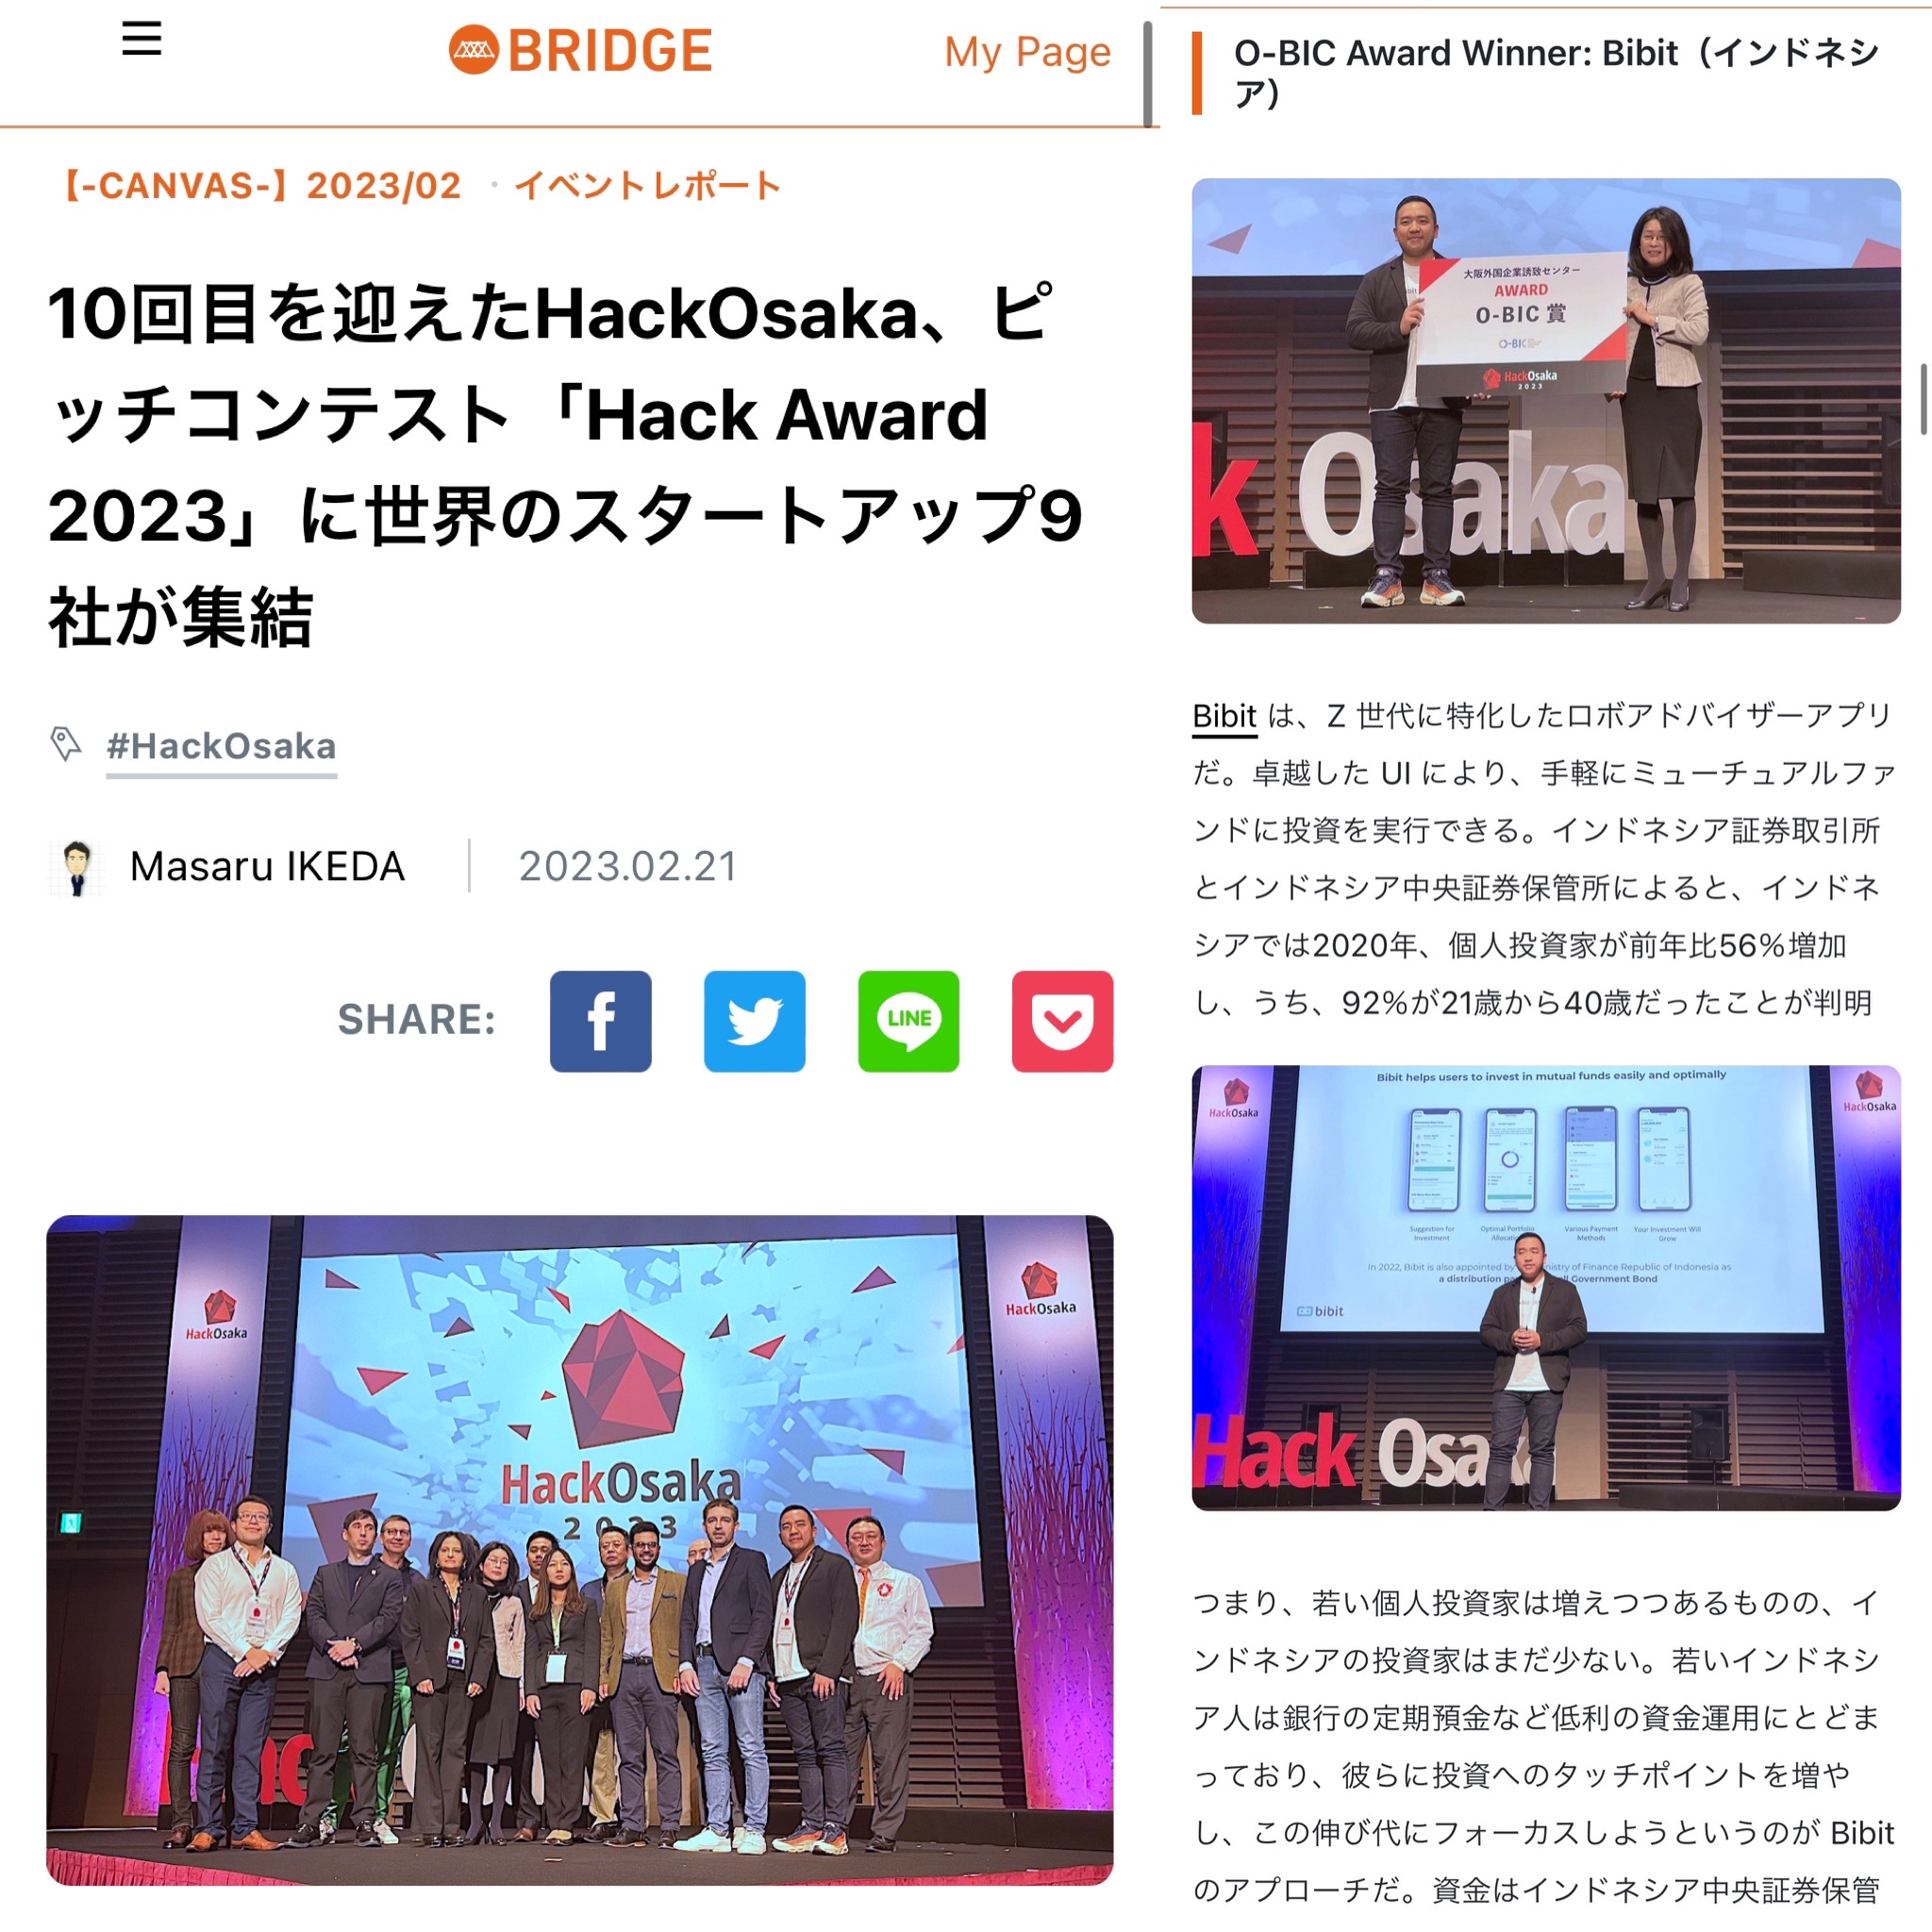 BRIDGE
My Page
【-CANVAS-】2023/02 ・イベントレポート
10回目を迎えたHackOsaka、ピ
ッチコンテスト「Hack Award
2023」に世界のスタートアップ9
社が集結
#HackOsaka
Masaru IKEDA
2023.02.21
SHARE:
LINE
HackOsaka
HackOsaka
HackOsaka
2023
O-BIC Award Winner: Bibit（インドネシ
ア）
大阪外国企業誘致センター
AWARD
O-BIC 賞
O-BIC
HackOsaka
2023
k Osaka
Bibit は、Z 世代に特化したロボアドバイザーアプリ
だ。卓越した UI により、手軽にミューチュアルファ
ンドに投資を実行できる。インドネシア証券取引所
とインドネシア中央証券保管所によると、インドネ
シアでは2020年、個人投資家が前年比56%増加
し、うち、92%が21歳から40歳だったことが判明
Bibit helps users to invest in mutual funds easily and optimally
HackOsaka
HackOsaka
Suggestion for
Investment
Optimal Portfolio
Various Payment
Methods
Your Investment Will
Grow
In 2022, Bibit is also appointed by nistry of Finance Republic of Indonesia as
a distribution Government Bond
bibit
Hack Osaka
つまり、若い個人投資家は増えつつあるものの、イ
ンドネシアの投資家はまだ少ない。若いインドネシ
ア人は銀行の定期預金など低利の資金運用にとどま
っており、彼らに投資へのタッチポイントを増や
し、この伸び代にフォーカスしようというのが Bibit
のアプローチだ。資金はインドネシア中央証券保管